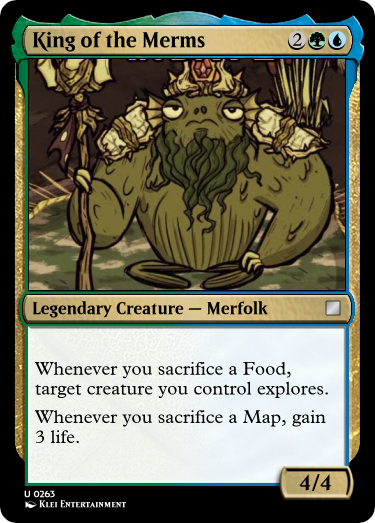 King of the Merms 2
Legendary Creature — Merfolk
Whenever you sacrifice a Food,
target creature you control explores.
Whenever you sacrifice a Map, gain
3 life.
4/4
U 0263
Klei Entertainment